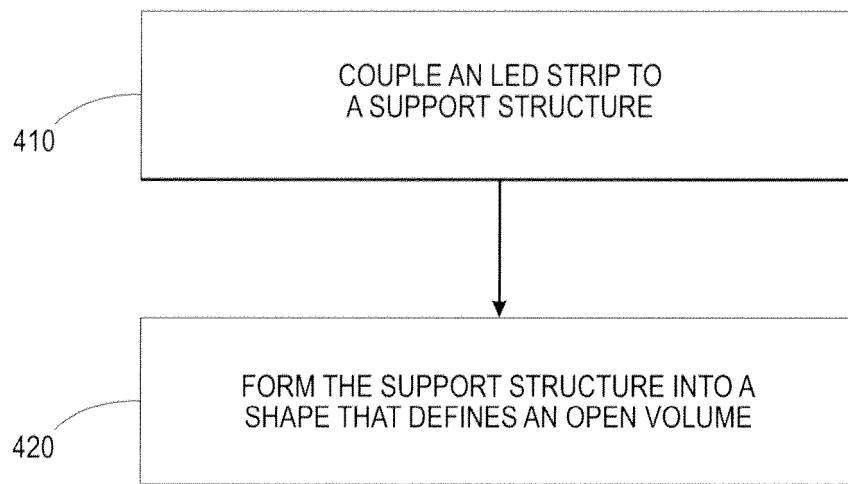 COUPLE AN LED STRIP TO
A SUPPORT STRUCTURE
410
FORM THE SUPPORT STRUCTURE INTO A
SHAPE THAT DEFINES AN OPEN VOLUME
420